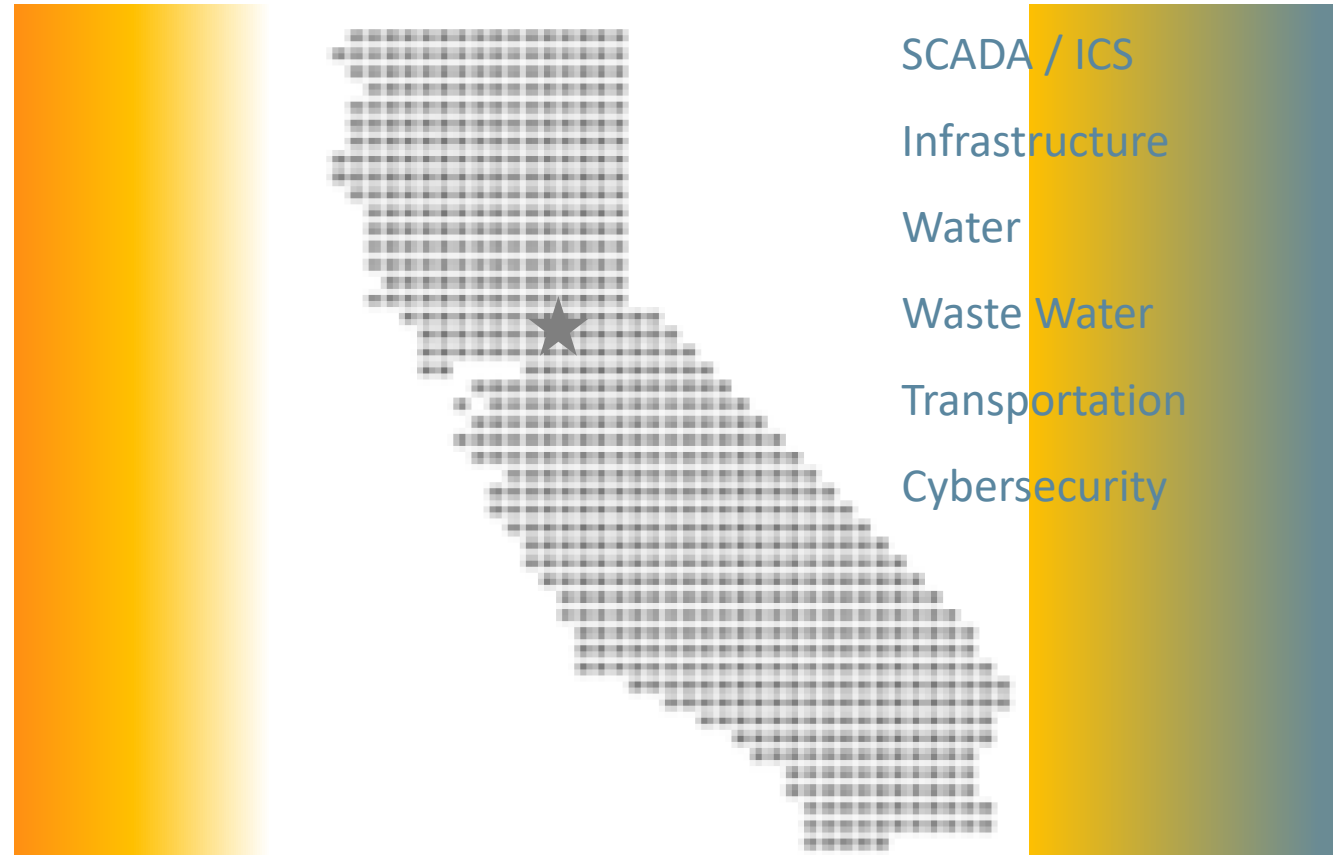 SCADA / ICS
Infrastructure
Water
Waste Water
Transportation
Cybersecurity